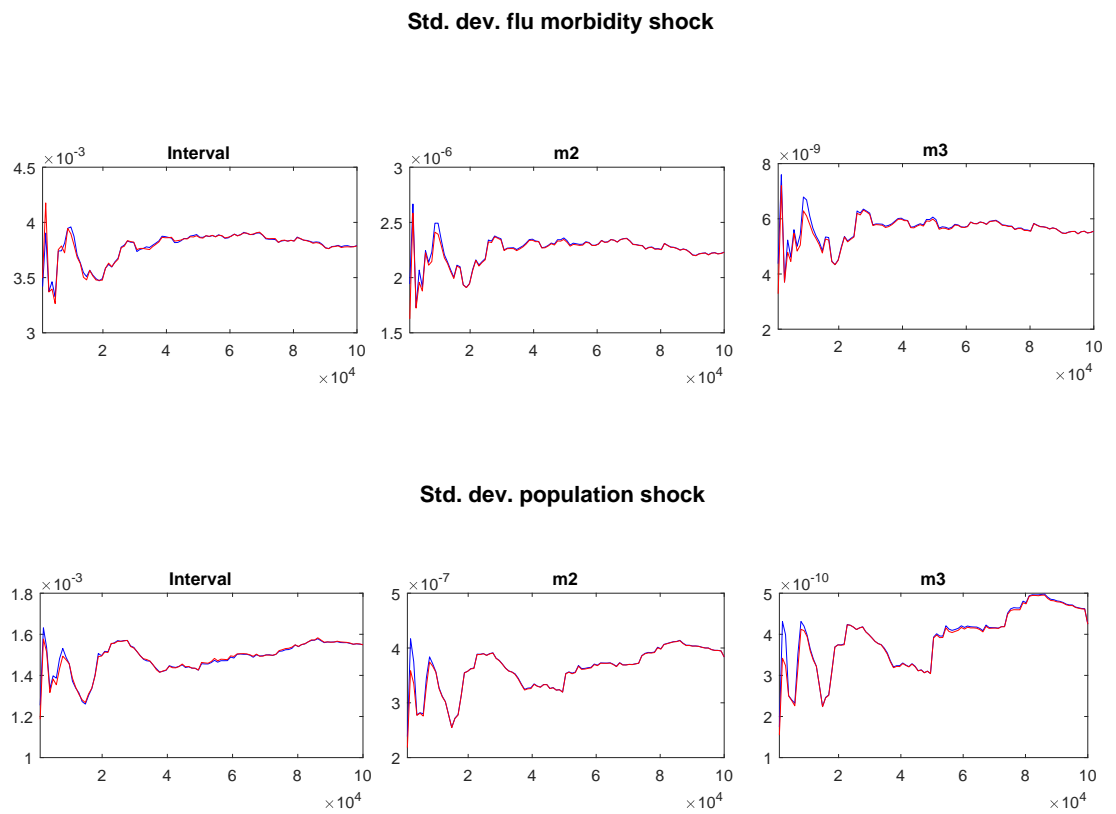 Std. dev. flu morbidity shock
Interval
×10^-3
4.5
4
3.5
3
2 4 6 8 10
×10^4
m2
×10^-6
3
2.5
2
1.5
2 4 6 8 10
×10^4
m3
×10^-9
8
6
4
2
2 4 6 8 10
×10^4
Std. dev. population shock
Interval
×10^-3
1.8
1.6
1.4
1.2
1
2 4 6 8 10
×10^4
m2
×10^-7
5
4
3
2
2 4 6 8 10
×10^4
m3
×10^-10
5
4
3
2
1
2 4 6 8 10
×10^4